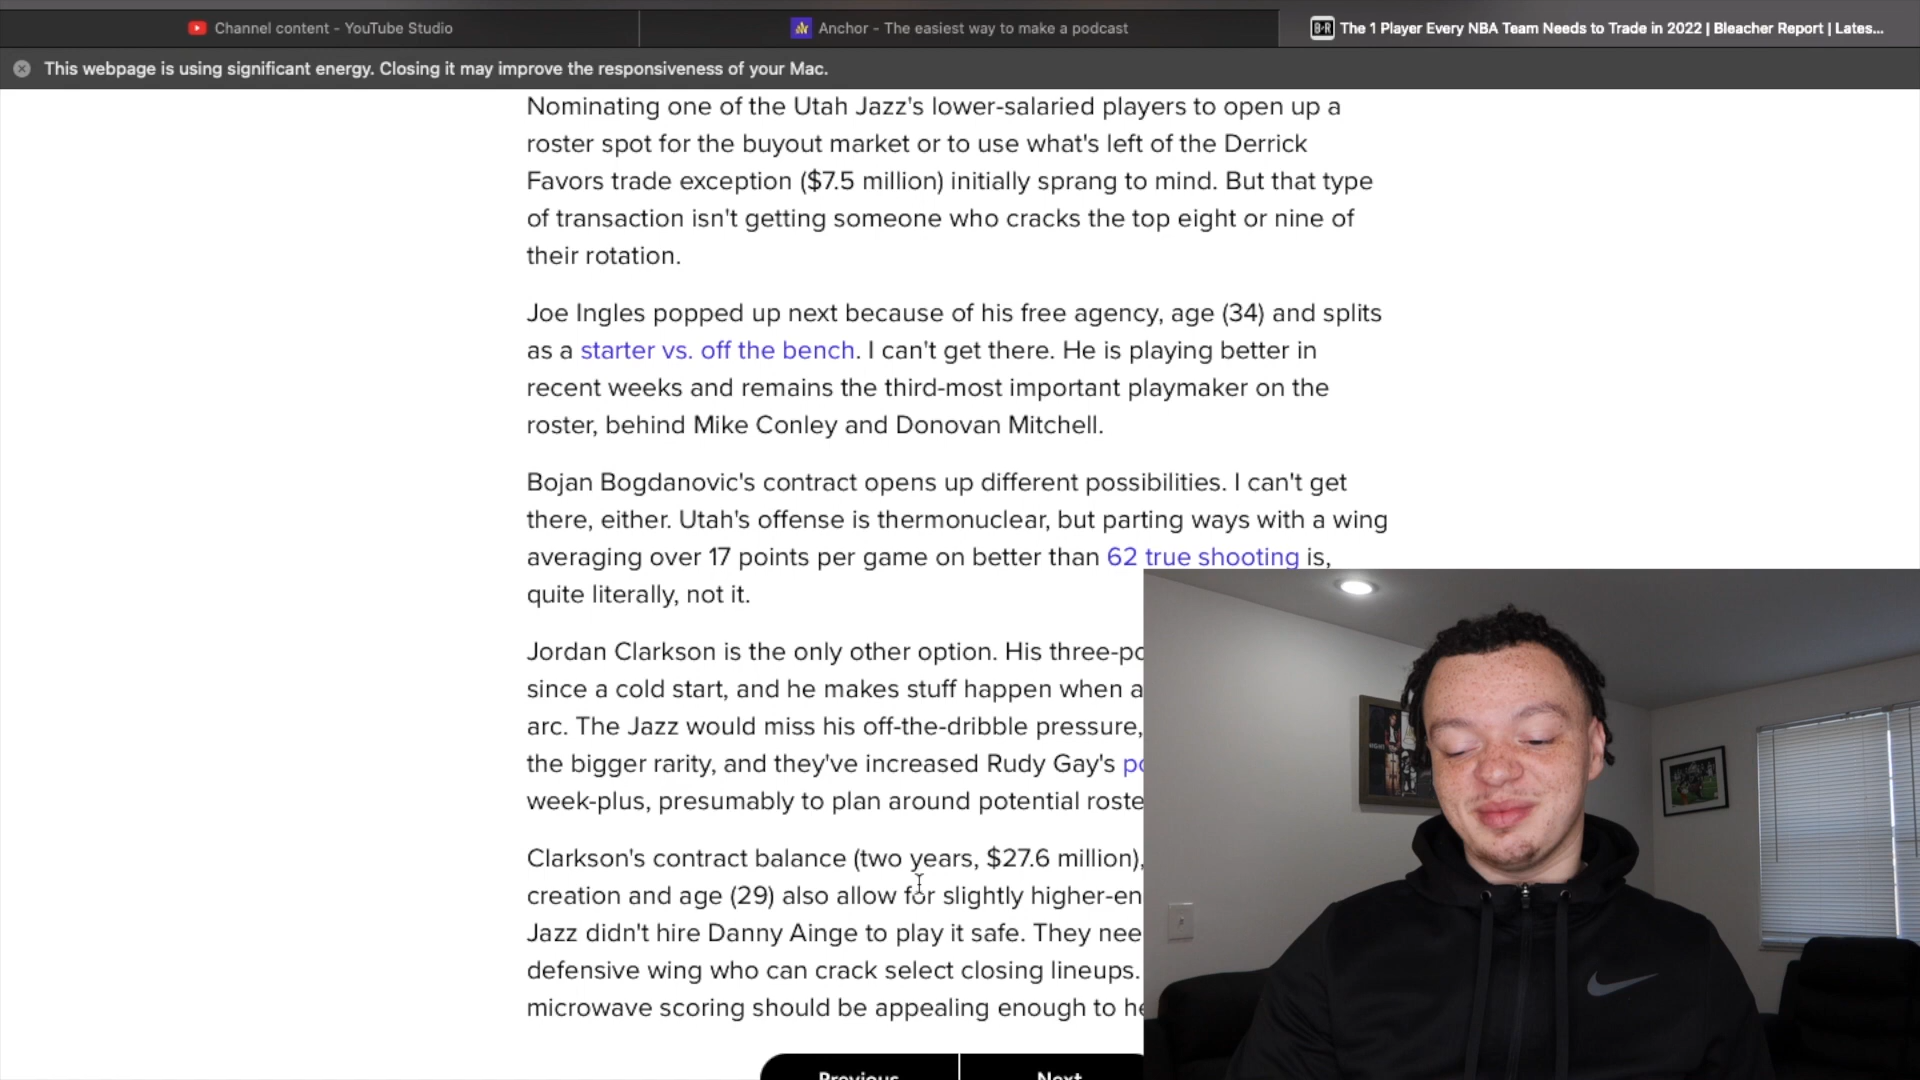 Channel content - YouTube Studio
Anchor - The easiest way to make a podcast
The 1 Player Every NBA Team Needs to Trade in 2022 | Bleacher Report | Lates...
This webpage is using significant energy. Closing it may improve the responsiveness of your Mac.
Nominating one of the Utah Jazz's lower-salaried players to open up a
roster spot for the buyout market or to use what's left of the Derrick
Favors trade exception ($7.5 million) initially sprang to mind. But that type
of transaction isn't getting someone who cracks the top eight or nine of
their rotation.
Joe Ingles popped up next because of his free agency, age (34) and splits
as a starter vs. off the bench. I can't get there. He is playing better in
recent weeks and remains the third-most important playmaker on the
roster, behind Mike Conley and Donovan Mitchell.
Bojan Bogdanovic's contract opens up different possibilities. I can't get
there, either. Utah's offense is thermonuclear, but parting ways with a wing
averaging over 17 points per game on better than 62 true shooting is,
quite literally, not it.
Jordan Clarkson is the only other option. His three-po
since a cold start, and he makes stuff happen when a
arc. The Jazz would miss his off-the-dribble pressure,
the bigger rarity, and they've increased Rudy Gay's po
week-plus, presumably to plan around potential roste
Clarkson's contract balance (two years, $27.6 million),
creation and age (29) also allow for slightly higher-en
Jazz didn't hire Danny Ainge to play it safe. They nee
defensive wing who can crack select closing lineups.
microwave scoring should be appealing enough to he
Previous
Next